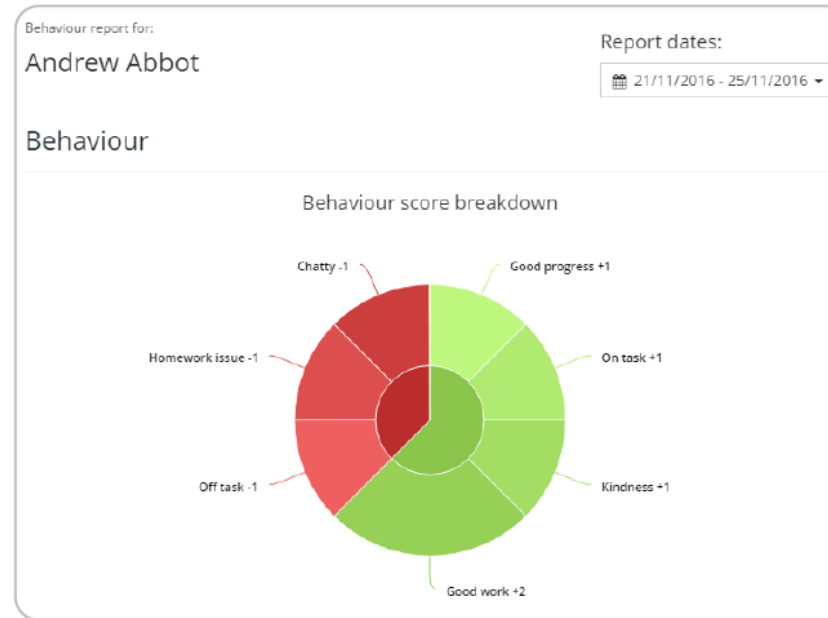 Behaviour report for:
Andrew Abbot
Report dates:
21/11/2016 - 25/11/2016
Behaviour
Behaviour score breakdown
Chatty -1
Good progress +1
Homework issue -1
On task +1
Off task -1
Kindness +1
Good work +2